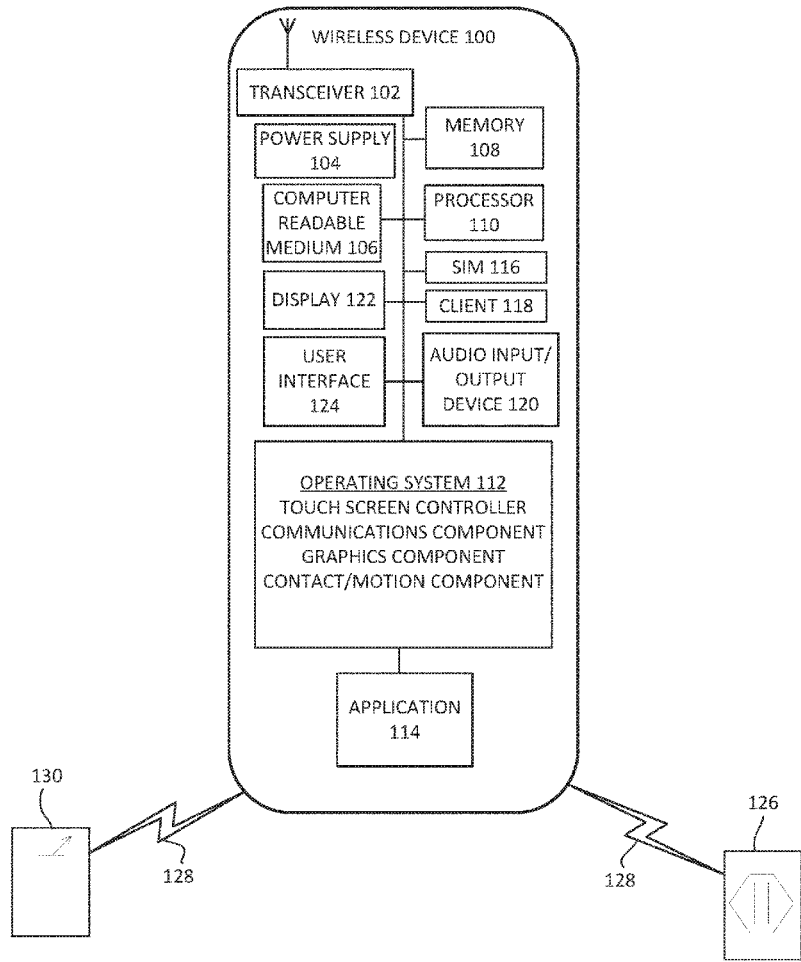 WIRELESS DEVICE 100
TRANSCEIVER 102
POWER SUPPLY
104
MEMORY
108
COMPUTER
READABLE
MEDIUM 106
PROCESSOR
110
SIM 116
DISPLAY 122
CLIENT 118
USER
INTERFACE
124
AUDIO INPUT/
OUTPUT
DEVICE 120
OPERATING SYSTEM 112
TOUCH SCREEN CONTROLLER
COMMUNICATIONS COMPONENT
GRAPHICS COMPONENT
CONTACT/MOTION COMPONENT
APPLICATION
114
130
128
128
126